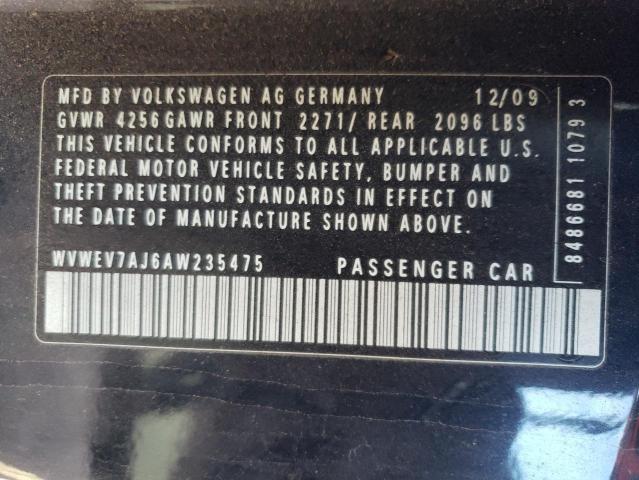 MFD BY VOLKSWAGEN AG GERMANY 12/09
GVWR 4256 GAWR FRONT 2271/ REAR 2096 LBS
THIS VEHICLE CONFORMS TO ALL APPLICABLE U.S.
FEDERAL MOTOR VEHICLE SAFETY, BUMPER AND
THEFT PREVENTION STANDARDS IN EFFECT ON
THE DATE OF MANUFACTURE SHOWN ABOVE.
WVWEV7AJ6AW235475 PASSENGER CAR
8486681 10793